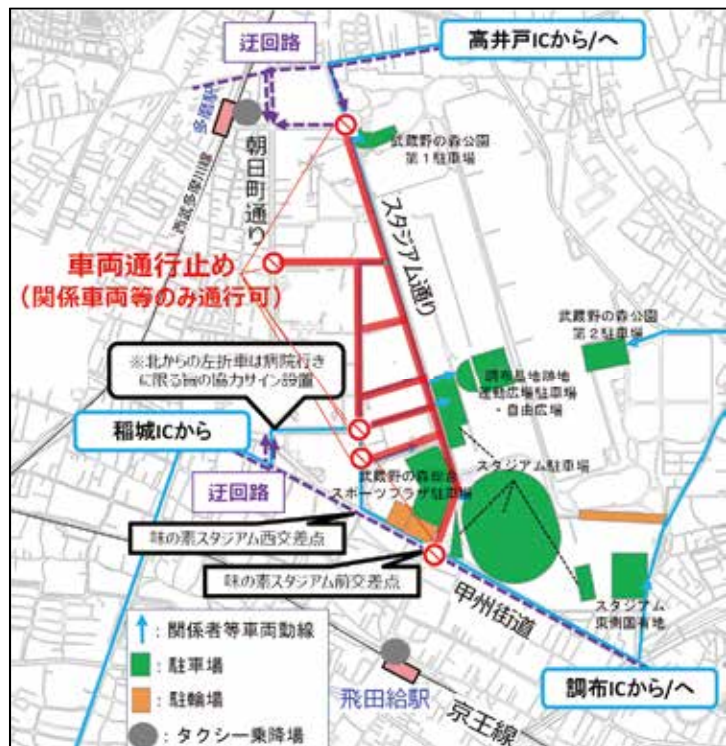 迂回路
高井戸ICから/へ
多磨駅
西武多摩川線
朝日町通り
武蔵野の森公園
第1駐車場
スタジアム通り
車両通行止め
（関係車両等のみ通行可）
武蔵野の森公園
第2駐車場
※北からの左折車は病院行き
に限る旨の協力サイン設置
調布基地跡地
運動広場駐車場
・自由広場
稲城ICから
迂回路
武蔵野の森総合
スポーツプラザ駐車場
スタジアム駐車場
味の素スタジアム西交差点
味の素スタジアム前交差点
甲州街道
スタジアム
東側国有地
：関係者等車両動線
：駐車場
：駐輪場
：タクシー乗降場
飛田給駅
京王線
調布ICから/へ